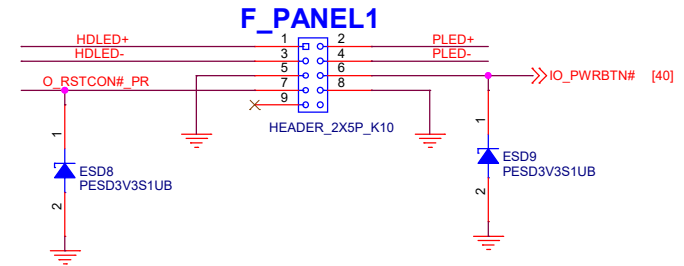 F_PANEL1
HDLED+ 1 2 PLED+
HDLED- 3 4 PLED-
5 6 IO_PWRBTN# [40]
O_RSTCON#_PR 7 8
9
HEADER_2X5P_K10
1
ESD8
PESD3V3S1UB
2
1
ESD9
PESD3V3S1UB
2